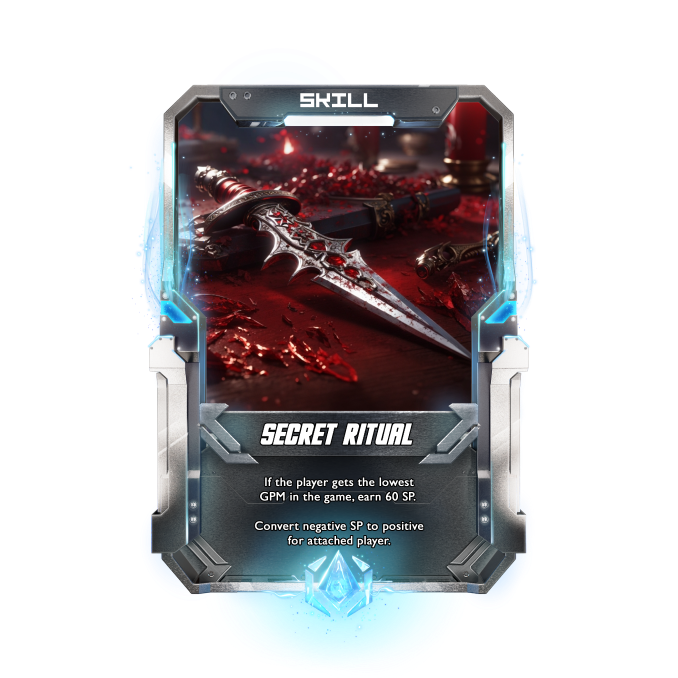 SKILL
SECRET RITUAL
If the player gets the lowest
GPM in the game, earn 60 SP.
Convert negative SP to positive
for attached player.